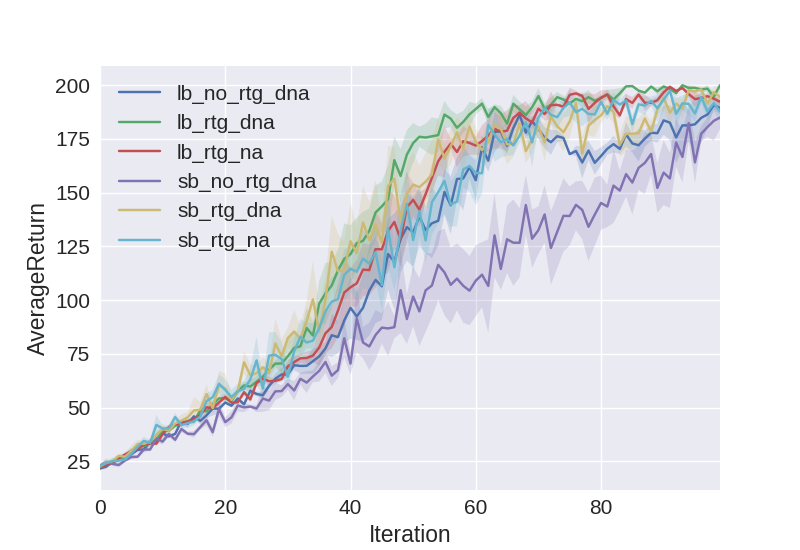 200
175
150
125
100
75
50
25
AverageReturn
lb_no_rtg_dna
lb_rtg_dna
lb_rtg_na
sb_no_rtg_dna
sb_rtg_dna
sb_rtg_na
0 20 40 60 80
Iteration